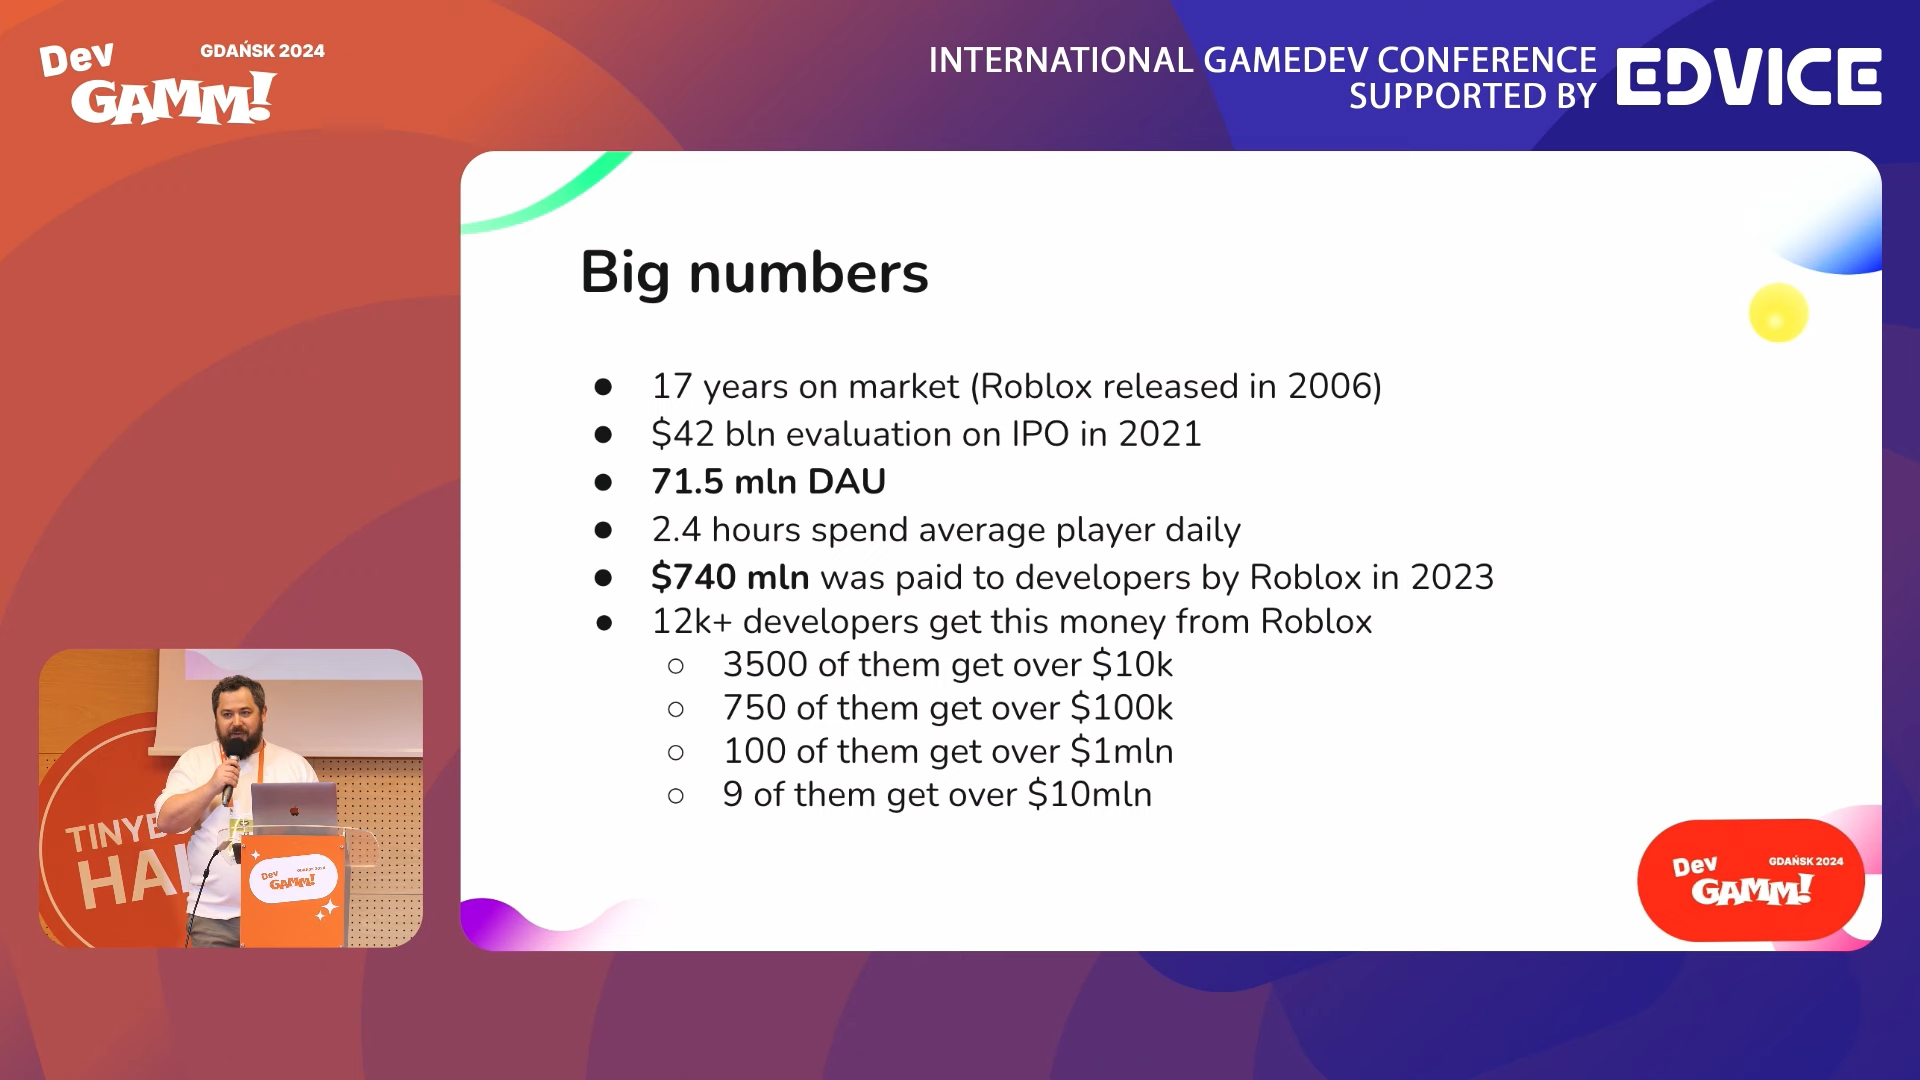 Dev
GAMM!
GDAŃSK 2024
INTERNATIONAL GAMEDEV CONFERENCE
SUPPORTED BY
EDVICE
Big numbers
● 17 years on market (Roblox released in 2006)
● $42 bln evaluation on IPO in 2021
● 71.5 mln DAU
● 2.4 hours spend average player daily
● $740 mln was paid to developers by Roblox in 2023
● 12k+ developers get this money from Roblox
○ 3500 of them get over $10k
○ 750 of them get over $100k
○ 100 of them get over $1mln
○ 9 of them get over $10mln
Dev
GAMM!
GDAŃSK 2024
Dev
GAMM!
GDAŃSK 2024